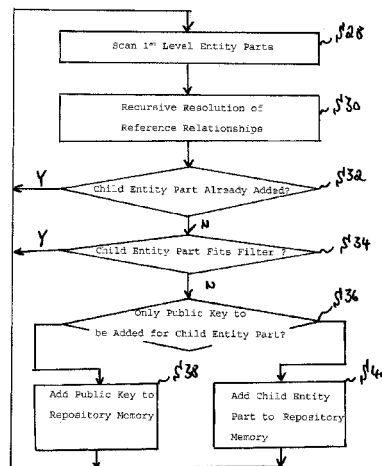 S28
Scan 1st Level Entity Parts
S30
Recursive Resolution of
Reference Relationships
Y
Child Entity Part Already Added?
S32
N
Y
Child Entity Part Fits Filter ?
S34
N
Only Public Key to
be Added for Child Entity Part?
S36
S38
Add Public Key to
Repository Memory
Add Child Entity
Part to Repository
Memory